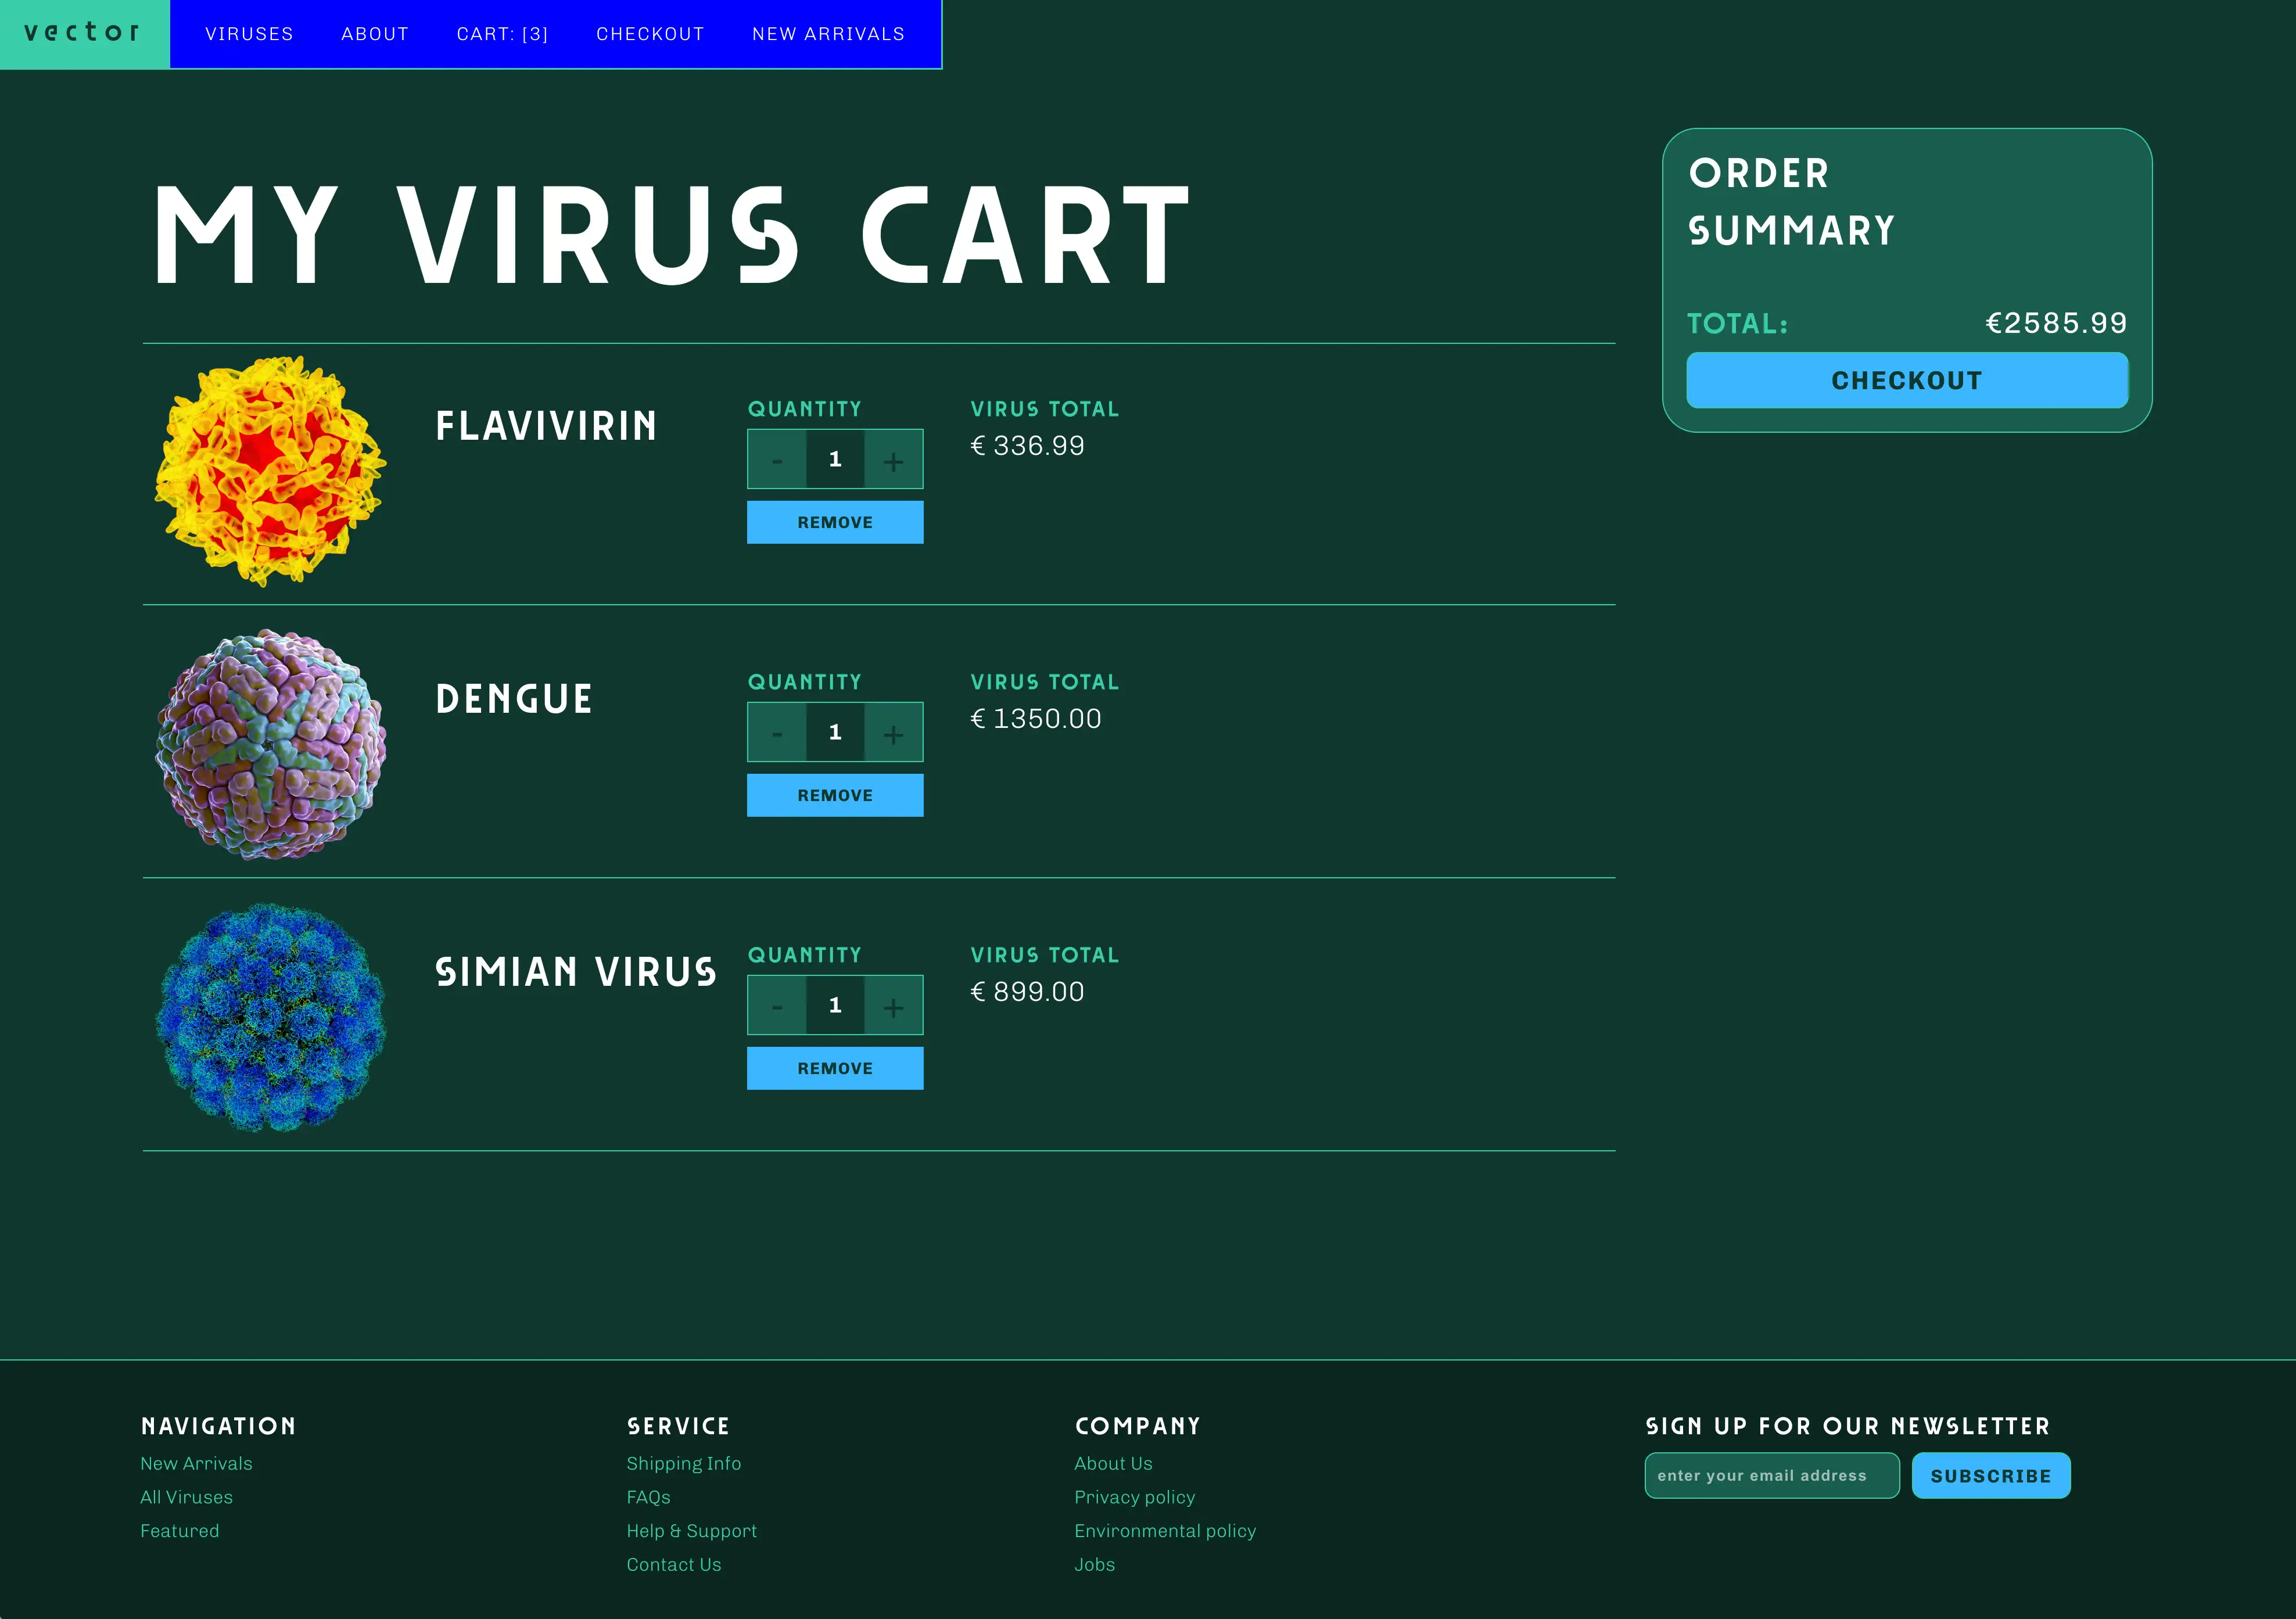 vector
VIRUSES ABOUT CART: [3] CHECKOUT NEW ARRIVALS
MY VIRUS CART
FLAVIVIRIN
QUANTITY
- 1 +
REMOVE
VIRUS TOTAL
€ 336.99
DENGUE
QUANTITY
- 1 +
REMOVE
VIRUS TOTAL
€ 1350.00
SIMIAN VIRUS
QUANTITY
- 1 +
REMOVE
VIRUS TOTAL
€ 899.00
ORDER
SUMMARY
TOTAL: €2585.99
CHECKOUT
NAVIGATION
New Arrivals
All Viruses
Featured
SERVICE
Shipping Info
FAQs
Help & Support
Contact Us
COMPANY
About Us
Privacy policy
Environmental policy
Jobs
SIGN UP FOR OUR NEWSLETTER
enter your email address SUBSCRIBE